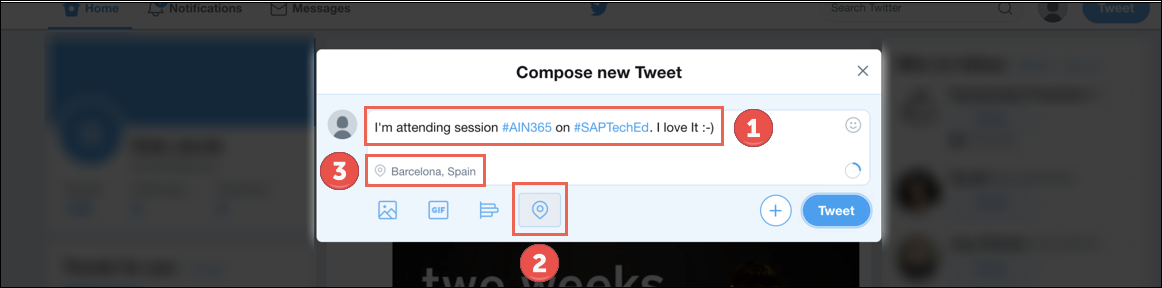 Home Notifications Messages Search Twitter Tweet
Compose new Tweet
I'm attending session #AIN365 on #SAPTechEd. I love It :-)
1
3
Barcelona, Spain
GIF
Tweet
2
two weeks